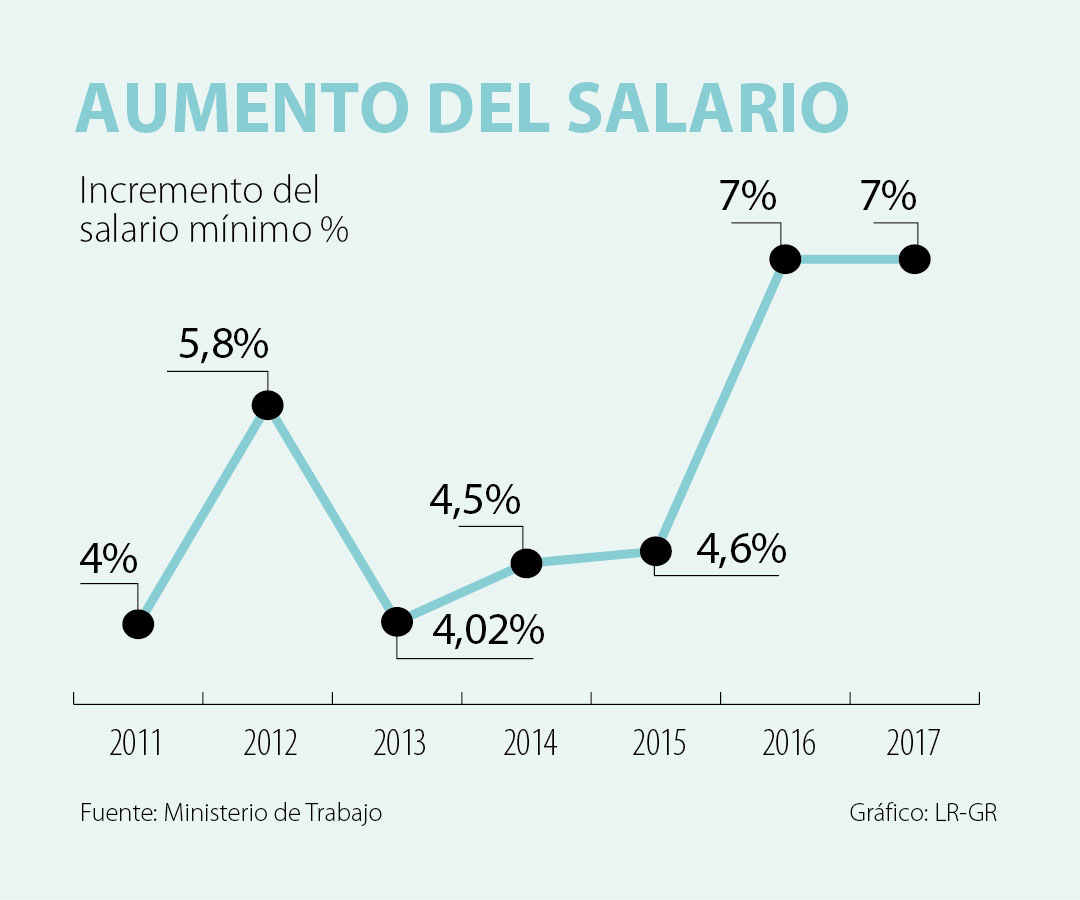 AUMENTO DEL SALARIO
Incremento del
salario mínimo %
7%
7%
5,8%
4,5%
4%
4,6%
4,02%
2011
2012
2013
2014
2015
2016
2017
Fuente: Ministerio de Trabajo
Gráfico: LR-GR